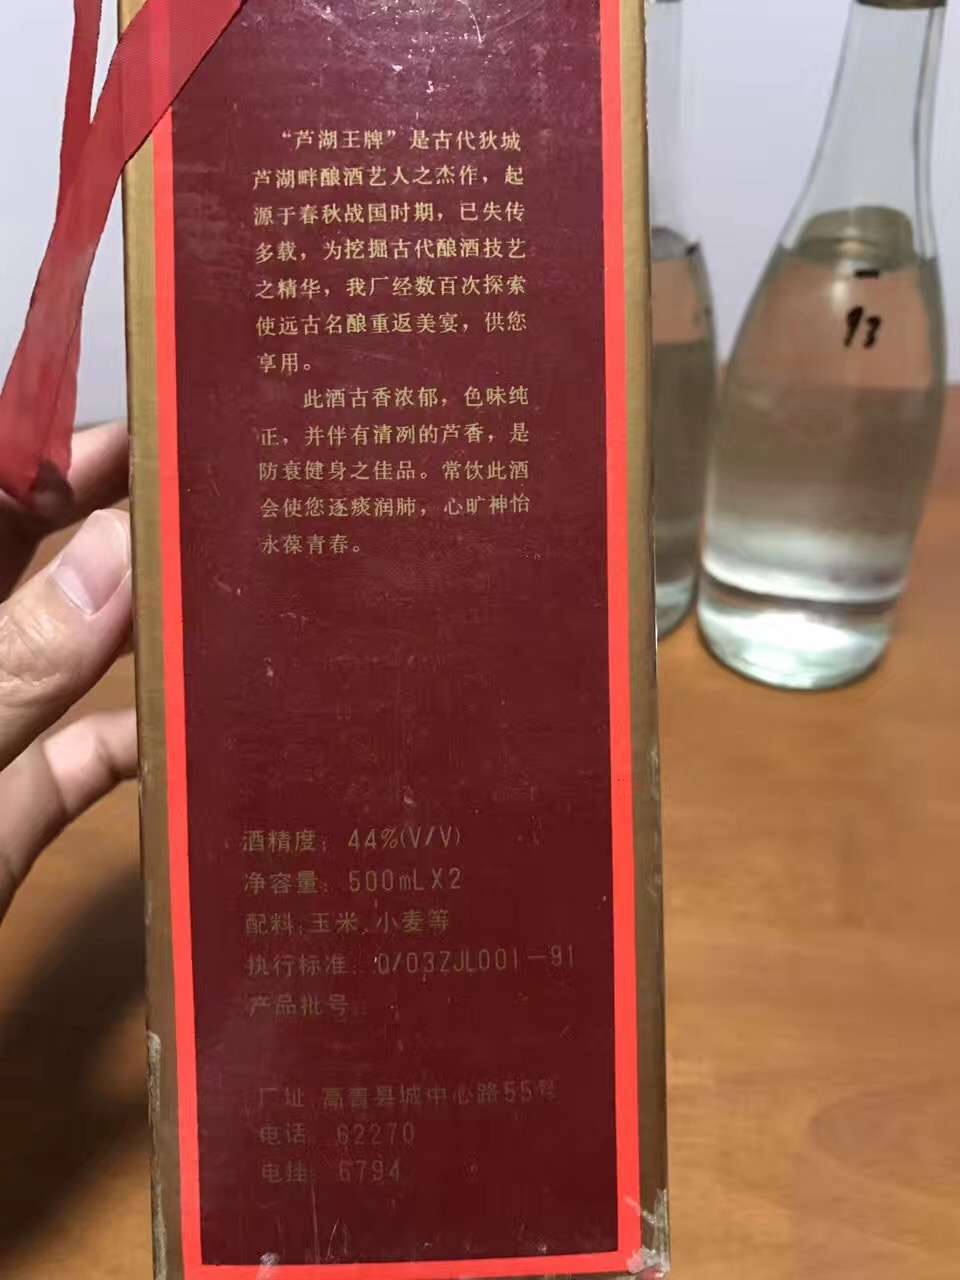 “芦湖王牌”是古代狄城
芦湖畔酿酒艺人之杰作，起
源于春秋战国时期，已失传
多载，为挖掘古代酿酒技艺
之精华，我厂经数百次探索
使远古名酿重返美宴，供您
享用。
此酒古香浓郁，色味纯
正，并伴有清冽的芦香，是
防衰健身之佳品。常饮此酒
会使您逐痰润肺，心旷神怡
永葆青春。
酒精度：44%(V/V)
净容量：500mLX2
配料：玉米、小麦等
执行标准：Q/03ZJL001－91
产品批号：
厂址：高青县城中心路55号
电话：62270
电挂：6794
93